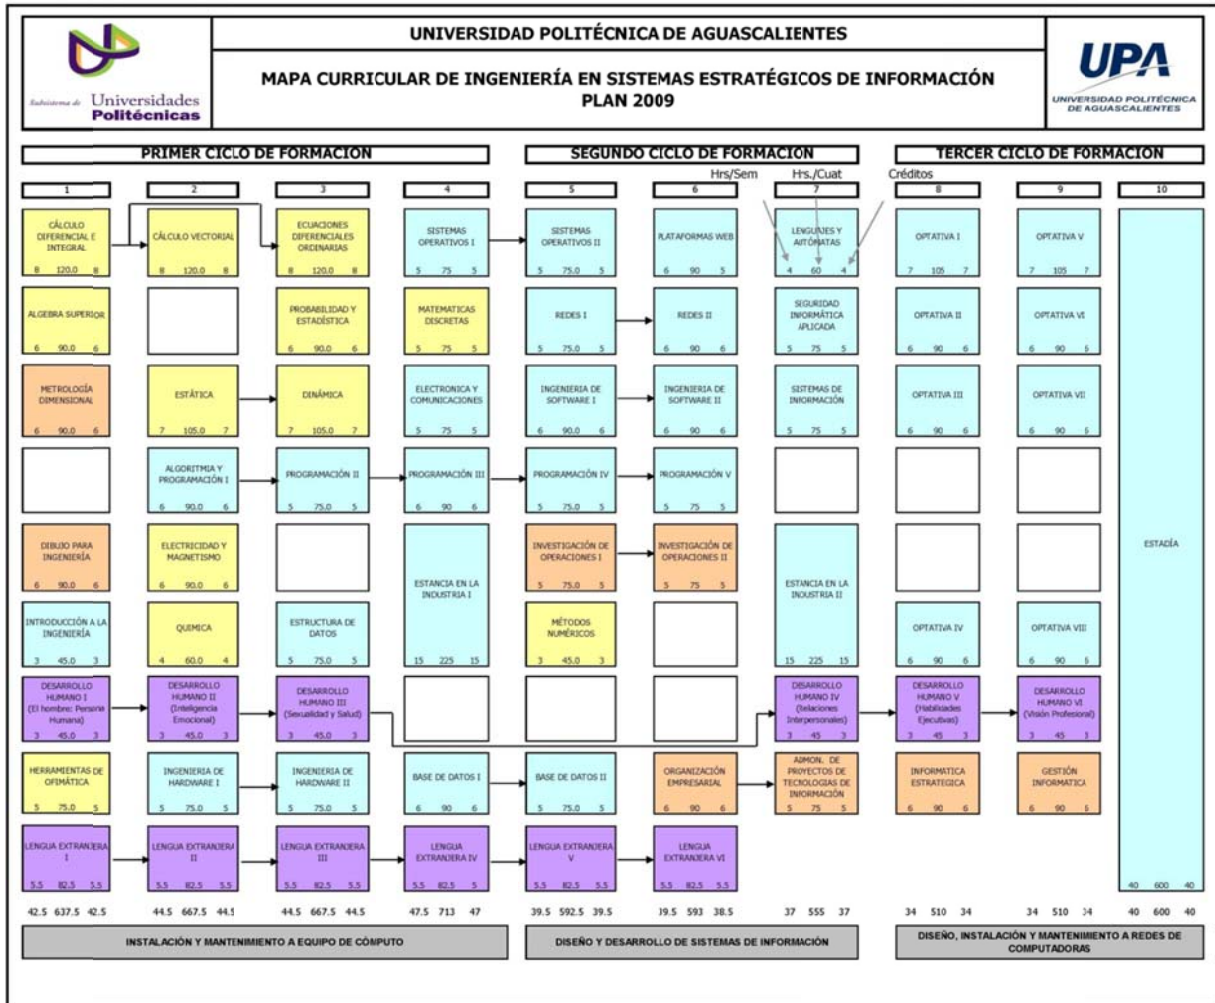 Subsistema de Universidades
Politécnicas
UNIVERSIDAD POLITÉCNICA DE AGUASCALIENTES
MAPA CURRICULAR DE INGENIERÍA EN SISTEMAS ESTRATÉGICOS DE INFORMACIÓN
PLAN 2009
UPA
UNIVERSIDAD POLITÉCNICA
DE AGUASCALIENTES
PRIMER CICLO DE FORMACION
SEGUNDO CICLO DE FORMACION
TERCER CICLO DE FORMACION
Hrs/Sem
Hrs./Cuat
Créditos
1 2 3 4 5 6 7 8 9 10
CÁLCULO
DIFERENCIAL E
INTEGRAL
8 120.0 8
CÁLCULO VECTORIAL
8 120.0 8
ECUACIONES
DIFERENCIALES
ORDINARIAS
8 120.0 8
SISTEMAS
OPERATIVOS I
5 75 5
SISTEMAS
OPERATIVOS II
5 75.0 5
PLATAFORMAS WEB
6 90 5
LENGUAJES Y
AUTÓMATAS
4 60 4
OPTATIVA I
7 105 7
OPTATIVA V
7 105 7
ALGEBRA SUPERIOR
6 90.0 6
PROBABILIDAD Y
ESTADÍSTICA
6 90.0 6
MATEMATICAS
DISCRETAS
5 75 5
REDES I
5 75.0 5
REDES II
6 90 6
SEGURIDAD
INFORMÁTICA
APLICADA
5 75 5
OPTATIVA II
6 90 6
OPTATIVA VI
6 90 6
METROLOGÍA
DIMENSIONAL
6 90.0 6
ESTÁTICA
7 105.0 7
DINÁMICA
7 105.0 7
ELECTRONICA Y
COMUNICACIONES
5 75 5
INGENIERIA DE
SOFTWARE I
6 90.0 6
INGENIERIA DE
SOFTWARE II
6 90 6
SISTEMAS DE
INFORMACIÓN
5 75 5
OPTATIVA III
6 90 6
OPTATIVA VII
6 90 6
ALGORITMIA Y
PROGRAMACIÓN I
6 90.0 6
PROGRAMACIÓN II
5 75.0 5
PROGRAMACIÓN III
6 90 6
PROGRAMACIÓN IV
5 75.0 5
PROGRAMACIÓN V
5 75 5
DIBUJO PARA
INGENIERÍA
6 90.0 6
ELECTRICIDAD Y
MAGNETISMO
6 90.0 6
ESTANCIA EN LA
INDUSTRIA I
15 225 15
INVESTIGACIÓN DE
OPERACIONES I
5 75.0 5
INVESTIGACIÓN DE
OPERACIONES II
5 75 5
ESTANCIA EN LA
INDUSTRIA II
15 225 15
ESTADÍA
40 600 40
INTRODUCCIÓN A LA
INGENIERÍA
3 45.0 3
QUIMICA
4 60.0 4
ESTRUCTURA DE
DATOS
5 75.0 5
MÉTODOS
NUMÉRICOS
3 45.0 3
OPTATIVA IV
6 90 6
OPTATIVA VIII
6 90 6
DESARROLLO
HUMANO I
(El hombre: Persona
Humana)
3 45.0 3
DESARROLLO
HUMANO II
(Inteligencia
Emocional)
3 45.0 3
DESARROLLO
HUMANO III
(Sexualidad y Salud)
3 45.0 3
DESARROLLO
HUMANO IV
(Relaciones
Interpersonales)
3 45 3
DESARROLLO
HUMANO V
(Habilidades
Ejecutivas)
3 45 3
DESARROLLO
HUMANO VI
(Visión Profesional)
3 45 3
HERRAMIENTAS DE
OFIMÁTICA
5 75.0 5
INGENIERIA DE
HARDWARE I
5 75.0 5
INGENIERIA DE
HARDWARE II
5 75.0 5
BASE DE DATOS I
6 90 6
BASE DE DATOS II
5 75.0 5
ORGANIZACIÓN
EMPRESARIAL
6 90 6
ADMON. DE
PROYECTOS DE
TECNOLOGIAS DE
INFORMACIÓN
5 75 5
INFORMATICA
ESTRATEGICA
6 90 6
GESTIÓN
INFORMATICA
6 90 6
LENGUA EXTRANJERA
I
5.5 82.5 5.5
LENGUA EXTRANJERA
II
5.5 82.5 5.5
LENGUA EXTRANJERA
III
5.5 82.5 5.5
LENGUA
EXTRANJERA IV
5.5 82.5 5
LENGUA EXTRANJERA
V
5.5 82.5 5.5
LENGUA
EXTRANJERA VI
5.5 82.5 5.5
42.5 637.5 42.5
44.5 667.5 44.5
44.5 667.5 44.5
47.5 713 47
39.5 592.5 39.5
39.5 593 38.5
37 555 37
34 510 34
34 510 34
40 600 40
INSTALACIÓN Y MANTENIMIENTO A EQUIPO DE CÓMPUTO
DISEÑO Y DESARROLLO DE SISTEMAS DE INFORMACIÓN
DISEÑO, INSTALACIÓN Y MANTENIMIENTO A REDES DE
COMPUTADORAS